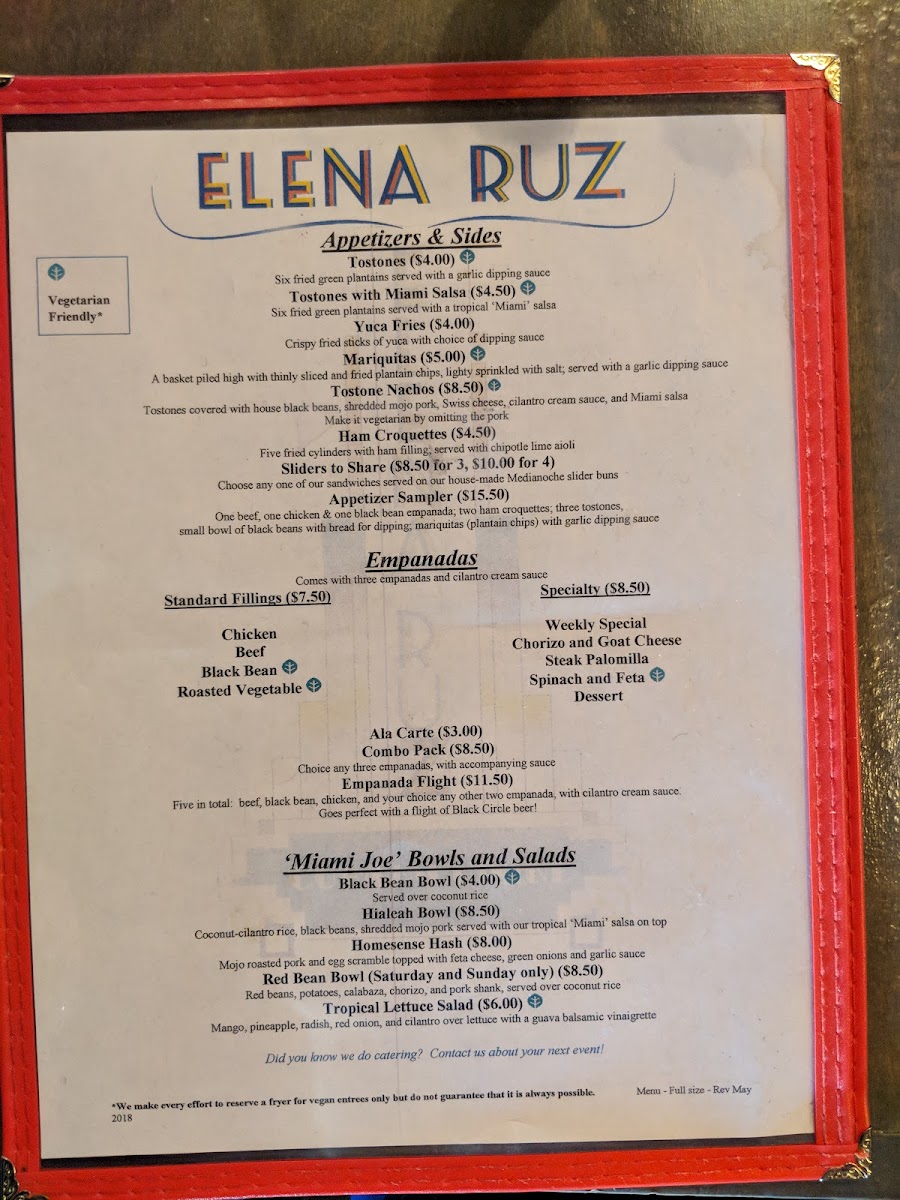 ELENA RUZ
Appetizers & Sides
Vegetarian
Friendly*
Tostones ($4.00)
Six fried green plantains served with a garlic dipping sauce
Tostones with Miami Salsa ($4.50)
Six fried green plantains served with a tropical ‘Miami’ salsa
Yuca Fries ($4.00)
Crispy fried sticks of yuca with choice of dipping sauce
Mariquitas ($5.00)
A basket piled high with thinly sliced and fried plantain chips, lighty sprinkled with salt; served with a garlic dipping sauce
Tostone Nachos ($8.50)
Tostones covered with house black beans, shredded mojo pork, Swiss cheese, cilantro cream sauce, and Miami salsa
Make it vegetarian by omitting the pork
Ham Croquettes ($4.50)
Five fried cylinders with ham filling; served with chipotle lime aioli
Sliders to Share ($8.50 for 3, $10.00 for 4)
Choose any one of our sandwiches served on our house-made Medianoche slider buns
Appetizer Sampler ($15.50)
One beef, one chicken & one black bean empanada; two ham croquettes; three tostones,
small bowl of black beans with bread for dipping; mariquitas (plantain chips) with garlic dipping sauce
Empanadas
Comes with three empanadas and cilantro cream sauce
Standard Fillings ($7.50)
Chicken
Beef
Black Bean
Roasted Vegetable
Specialty ($8.50)
Weekly Special
Chorizo and Goat Cheese
Steak Palomilla
Spinach and Feta
Dessert
Ala Carte ($3.00)
Combo Pack ($8.50)
Choice any three empanadas, with accompanying sauce
Empanada Flight ($11.50)
Five in total:  beef, black bean, chicken, and your choice any other two empanada, with cilantro cream sauce.
Goes perfect with a flight of Black Circle beer!
‘Miami Joe’ Bowls and Salads
Black Bean Bowl ($4.00)
Served over coconut rice
Hialeah Bowl ($8.50)
Coconut-cilantro rice, black beans, shredded mojo pork served with our tropical ‘Miami’ salsa on top
Homesense Hash ($8.00)
Mojo roasted pork and egg scramble topped with feta cheese, green onions and garlic sauce
Red Bean Bowl (Saturday and Sunday only) ($8.50)
Red beans, potatoes, calabaza, chorizo, and pork shank, served over coconut rice
Tropical Lettuce Salad ($6.00)
Mango, pineapple, radish, red onion, and cilantro over lettuce with a guava balsamic vinaigrette
Did you know we do catering?  Contact us about your next event!
*We make every effort to reserve a fryer for vegan entrees only but do not guarantee that it is always possible. Menu - Full size - Rev May
2018